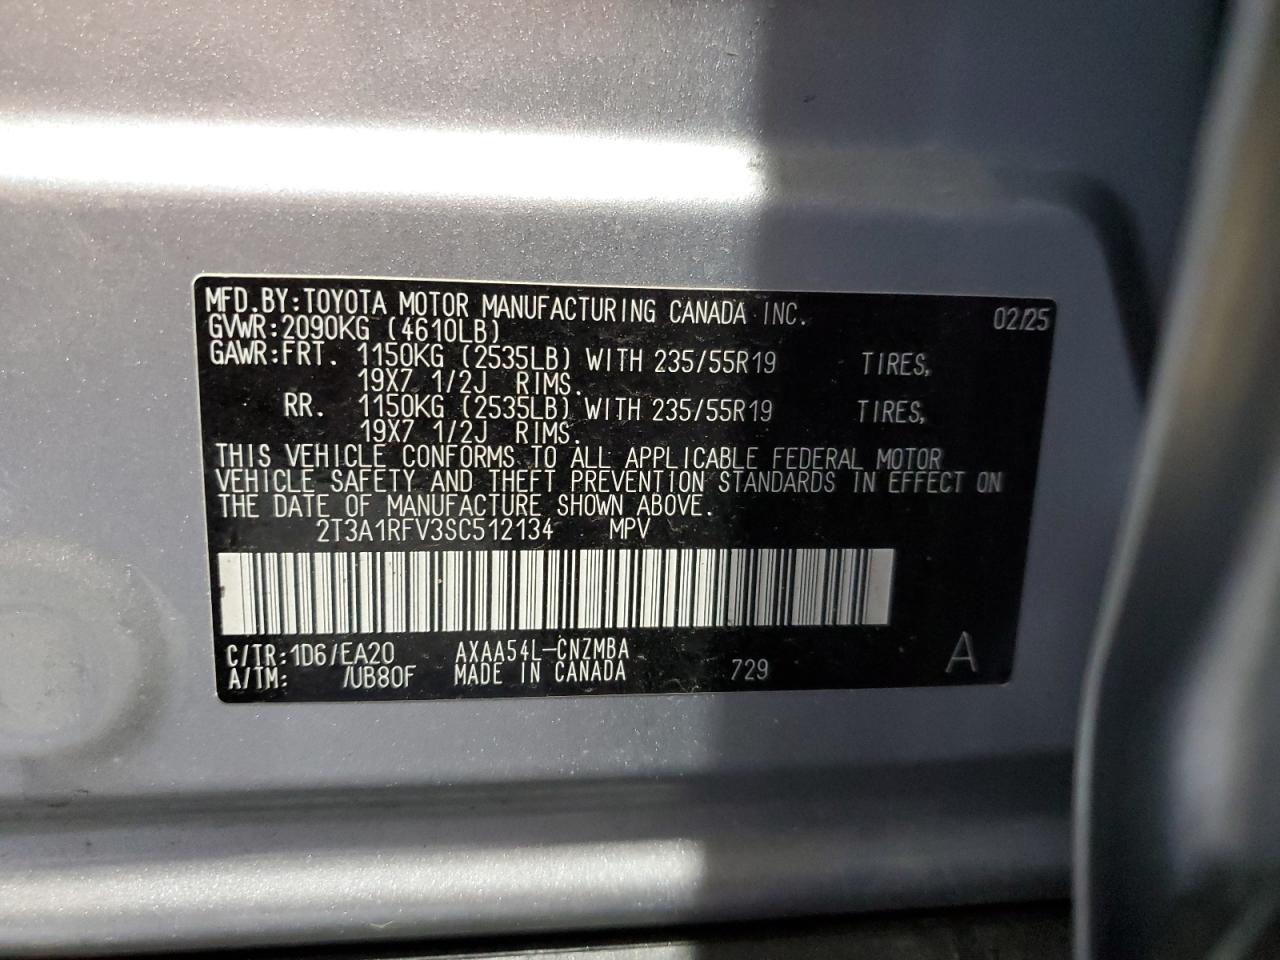 MFD.BY:TOYOTA MOTOR MANUFACTURING CANADA INC. 02/25
GVWR:2090KG (4610LB)
GAWR:FRT. 1150KG (2535LB) WITH 235/55R19 TIRES,
19X7 1/2J RIMS.
RR. 1150KG (2535LB) WITH 235/55R19 TIRES,
19X7 1/2J RIMS.
THIS VEHICLE CONFORMS TO ALL APPLICABLE FEDERAL MOTOR
VEHICLE SAFETY AND THEFT PREVENTION STANDARDS IN EFFECT ON
THE DATE OF MANUFACTURE SHOWN ABOVE.
2T3A1RFV3SC512134 MPV
C/TR:1D6/EA20 AXAA54L-CNZMBA A
A/TM: /UB80F MADE IN CANADA 729